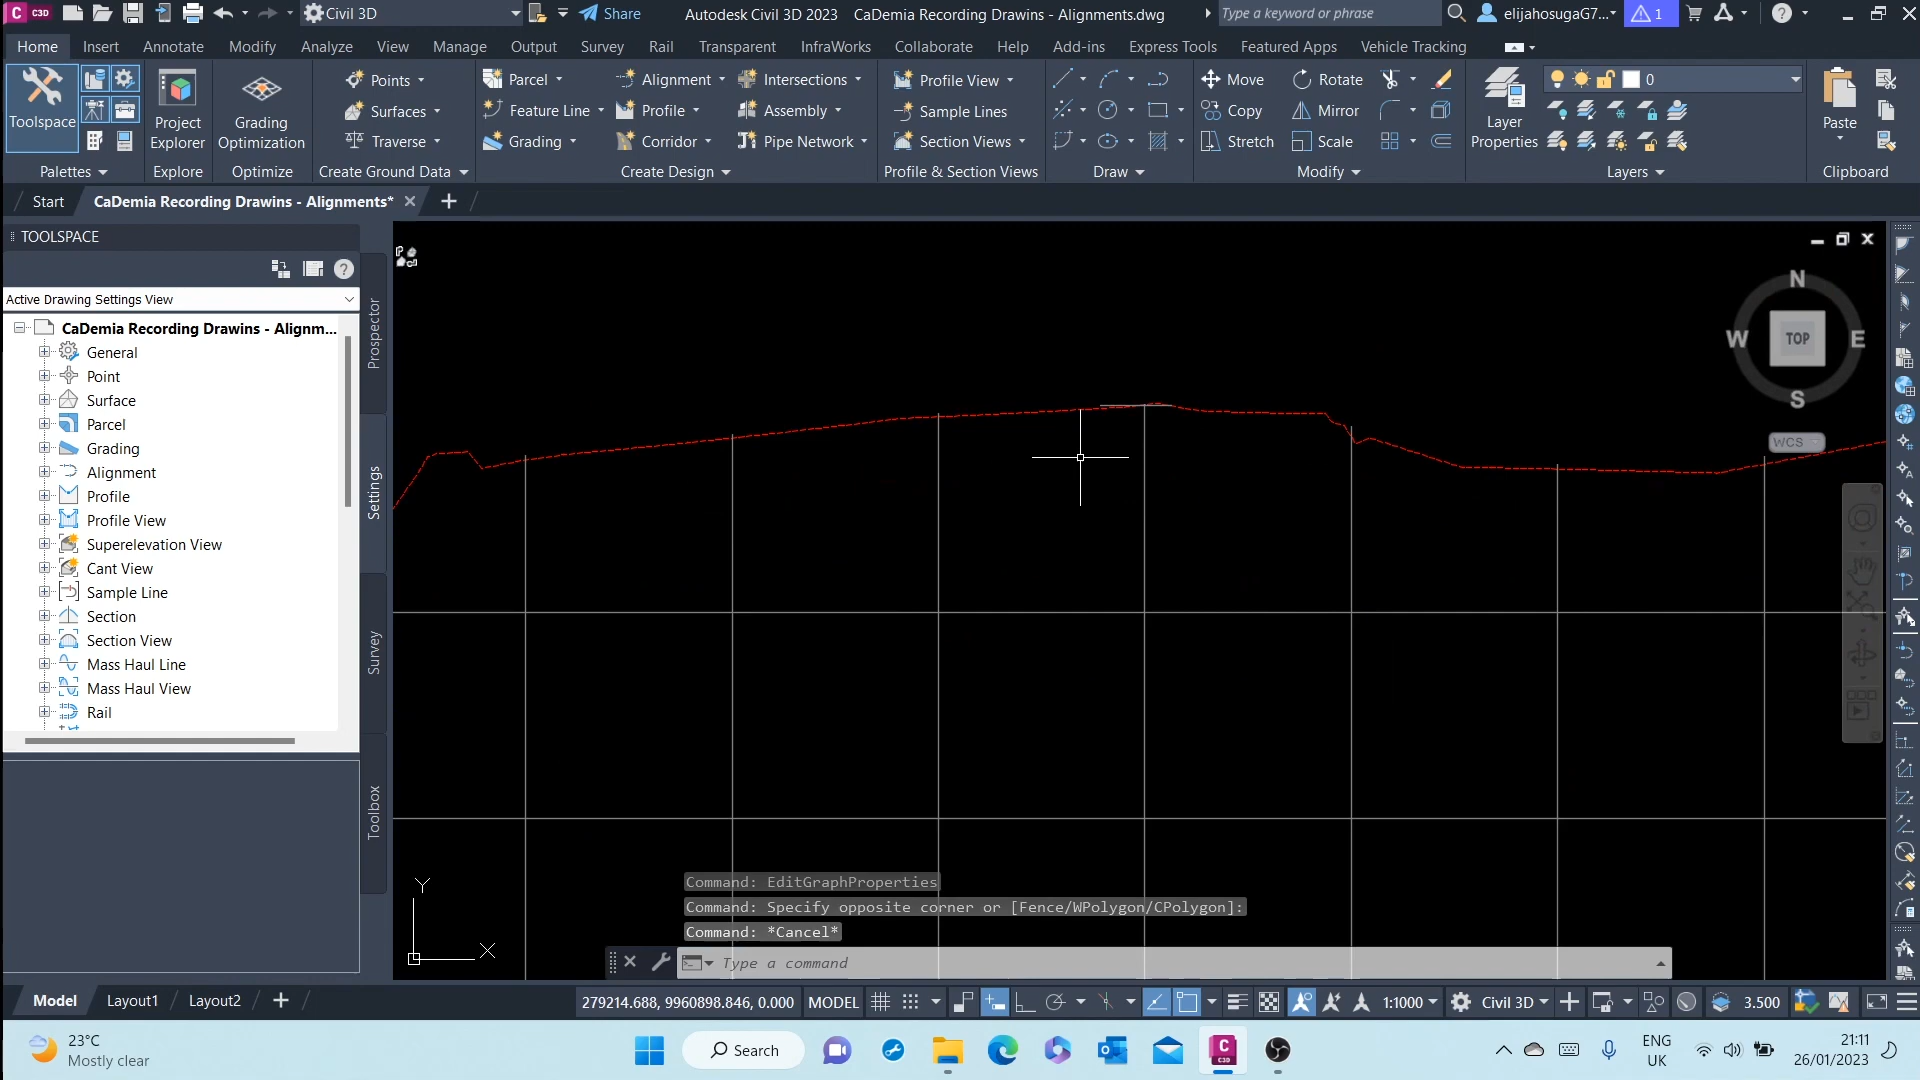 C C3D Civil 3D Share Autodesk Civil 3D 2023 CaDemia Recording Drawins - Alignments.dwg Type a keyword or phrase elijahosugaG7... 1
Home Insert Annotate Modify Analyze View Manage Output Survey Rail Transparent InfraWorks Collaborate Help Add-ins Express Tools Featured Apps Vehicle Tracking
Toolspace
Project
Explorer
Grading
Optimization
Points
Surfaces
Traverse
Parcel
Feature Line
Grading
Alignment
Profile
Corridor
Intersections
Assembly
Pipe Network
Profile View
Sample Lines
Section Views
Move
Copy
Stretch
Rotate
Mirror
Scale
Layer
Properties
0
Paste
Palettes Explore Optimize Create Ground Data Create Design Profile & Section Views Draw Modify Layers Clipboard
Start CaDemia Recording Drawins - Alignments*
TOOLSPACE
Active Drawing Settings View
CaDemia Recording Drawins - Alignm...
General
Point
Surface
Parcel
Grading
Alignment
Profile
Profile View
Superelevation View
Cant View
Sample Line
Section
Section View
Mass Haul Line
Mass Haul View
Rail
Prospector
Settings
Survey
Toolbox
N
W TOP E
S
WCS
Y
X
Command: EditGraphProperties
Command: Specify opposite corner or [Fence/WPolygon/CPolygon]:
Command: *Cancel*
Type a command
Model Layout1 Layout2 279214.688, 9960898.846, 0.000 MODEL 1:1000 Civil 3D 3.500
23°C
Mostly clear
Search
C3D
ENG
UK
21:11
26/01/2023